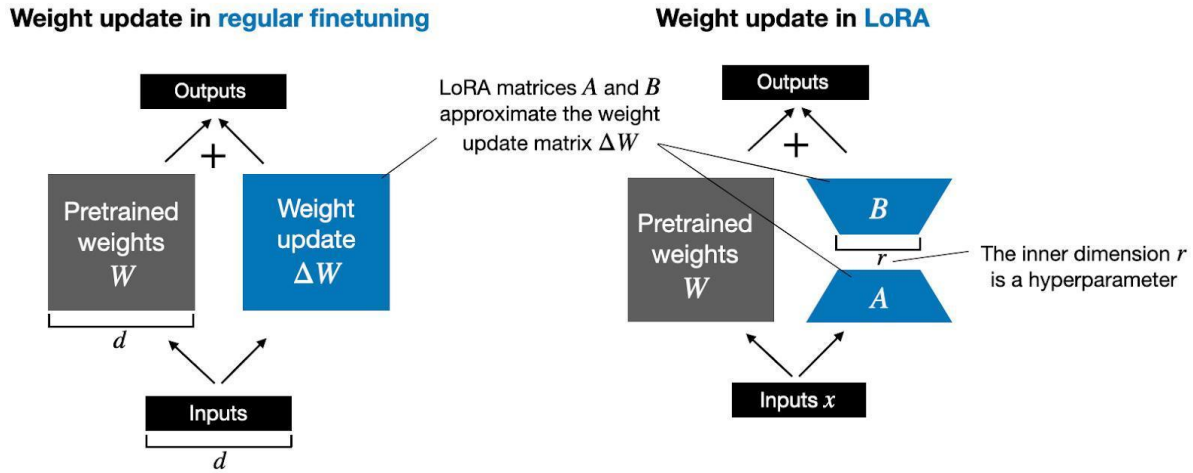 Weight update in regular finetuning
Outputs
+
Pretrained
weights
W
Weight
update
ΔW
d
Inputs
d
LoRA matrices A and B
approximate the weight
update matrix ΔW
Weight update in LoRA
Outputs
+
Pretrained
weights
W
B
r
A
The inner dimension r
is a hyperparameter
Inputs x